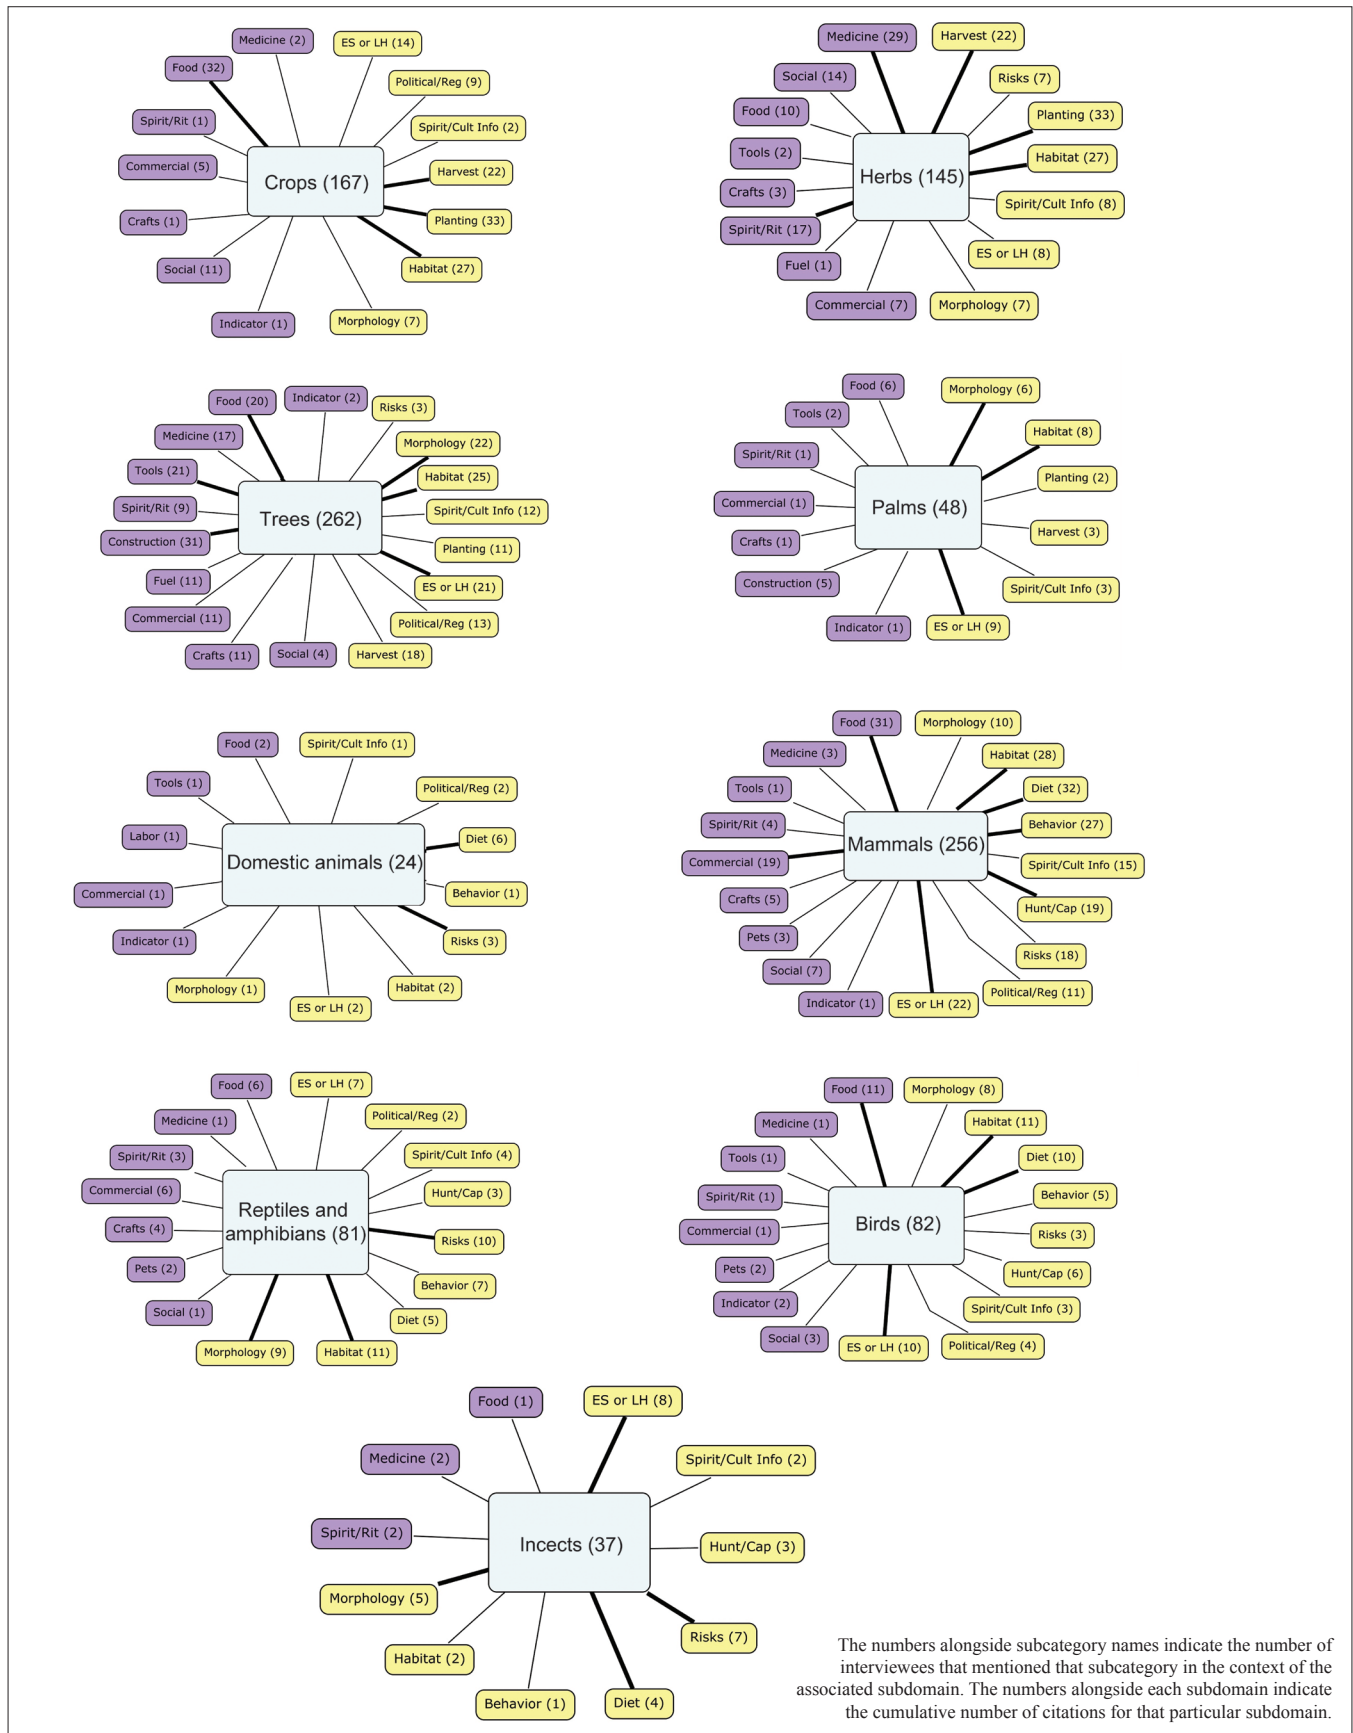 Medicine (2)
ES or LH (14)
Food (32)
Political/Reg (9)
Spirit/Rit (1)
Spirit/Cult Info (2)
Commercial (5)
Harvest (22)
Crops (167)
Crafts (1)
Planting (33)
Social (11)
Habitat (27)
Indicator (1)
Morphology (7)
Medicine (29)
Harvest (22)
Social (14)
Risks (7)
Food (10)
Planting (33)
Tools (2)
Habitat (27)
Herbs (145)
Crafts (3)
Spirit/Cult Info (8)
Spirit/Rit (17)
ES or LH (8)
Fuel (1)
Commercial (7)
Morphology (7)
Food (20)
Indicator (2)
Risks (3)
Medicine (17)
Morphology (22)
Tools (21)
Habitat (25)
Spirit/Rit (9)
Spirit/Cult Info (12)
Trees (262)
Construction (31)
Planting (11)
Fuel (11)
ES or LH (21)
Commercial (11)
Political/Reg (13)
Crafts (11)
Social (4)
Harvest (18)
Food (6)
Morphology (6)
Tools (2)
Habitat (8)
Spirit/Rit (1)
Planting (2)
Commercial (1)
Palms (48)
Harvest (3)
Crafts (1)
Construction (5)
Spirit/Cult Info (3)
Indicator (1)
ES or LH (9)
Food (2)
Spirit/Cult Info (1)
Tools (1)
Political/Reg (2)
Labor (1)
Diet (6)
Domestic animals (24)
Commercial (1)
Behavior (1)
Indicator (1)
Risks (3)
Morphology (1)
ES or LH (2)
Habitat (2)
Food (31)
Morphology (10)
Medicine (3)
Habitat (28)
Tools (1)
Diet (32)
Spirit/Rit (4)
Behavior (27)
Mammals (256)
Commercial (19)
Spirit/Cult Info (15)
Crafts (5)
Hunt/Cap (19)
Pets (3)
Risks (18)
Social (7)
Political/Reg (11)
Indicator (1)
ES or LH (22)
Food (6)
ES or LH (7)
Medicine (1)
Political/Reg (2)
Spirit/Rit (3)
Spirit/Cult Info (4)
Commercial (6)
Hunt/Cap (3)
Reptiles and
amphibians (81)
Crafts (4)
Risks (10)
Pets (2)
Behavior (7)
Social (1)
Diet (5)
Morphology (9)
Habitat (11)
Food (11)
Morphology (8)
Medicine (1)
Habitat (11)
Tools (1)
Diet (10)
Spirit/Rit (1)
Behavior (5)
Birds (82)
Commercial (1)
Risks (3)
Pets (2)
Hunt/Cap (6)
Indicator (2)
Spirit/Cult Info (3)
Social (3)
ES or LH (10)
Political/Reg (4)
Food (1)
ES or LH (8)
Medicine (2)
Spirit/Cult Info (2)
Spirit/Rit (2)
Incects (37)
Hunt/Cap (3)
Morphology (5)
Risks (7)
Habitat (2)
Behavior (1)
Diet (4)
The numbers alongside subcategory names indicate the number of
interviewees that mentioned that subcategory in the context of the
associated subdomain. The numbers alongside each subdomain indicate
the cumulative number of citations for that particular subdomain.